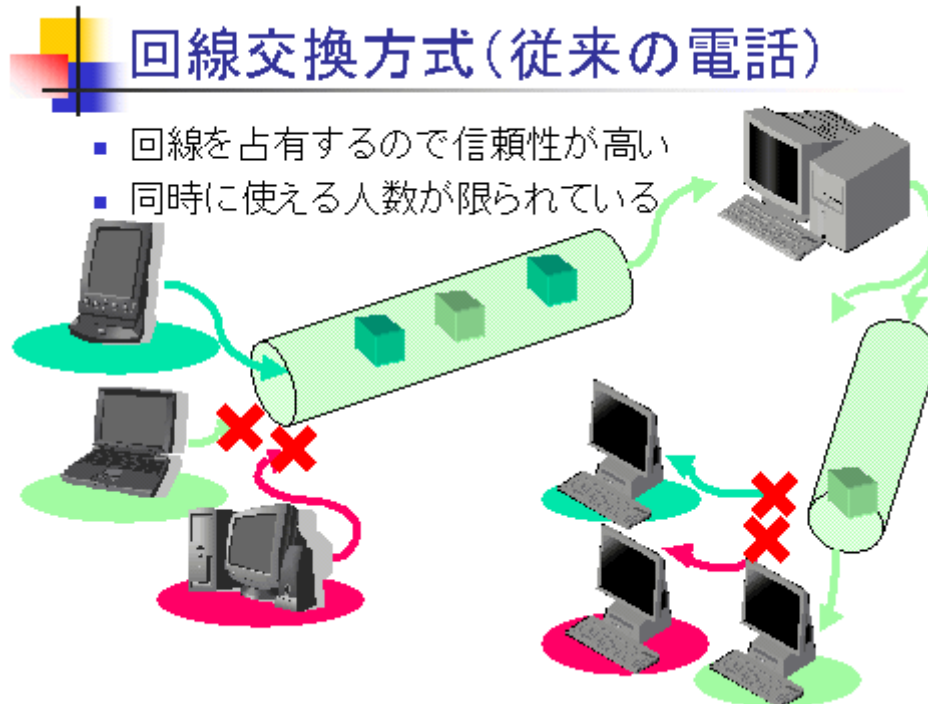 回線交換方式(従来の電話)
回線を占有するので信頼性が高い
同時に使える人数が限られている